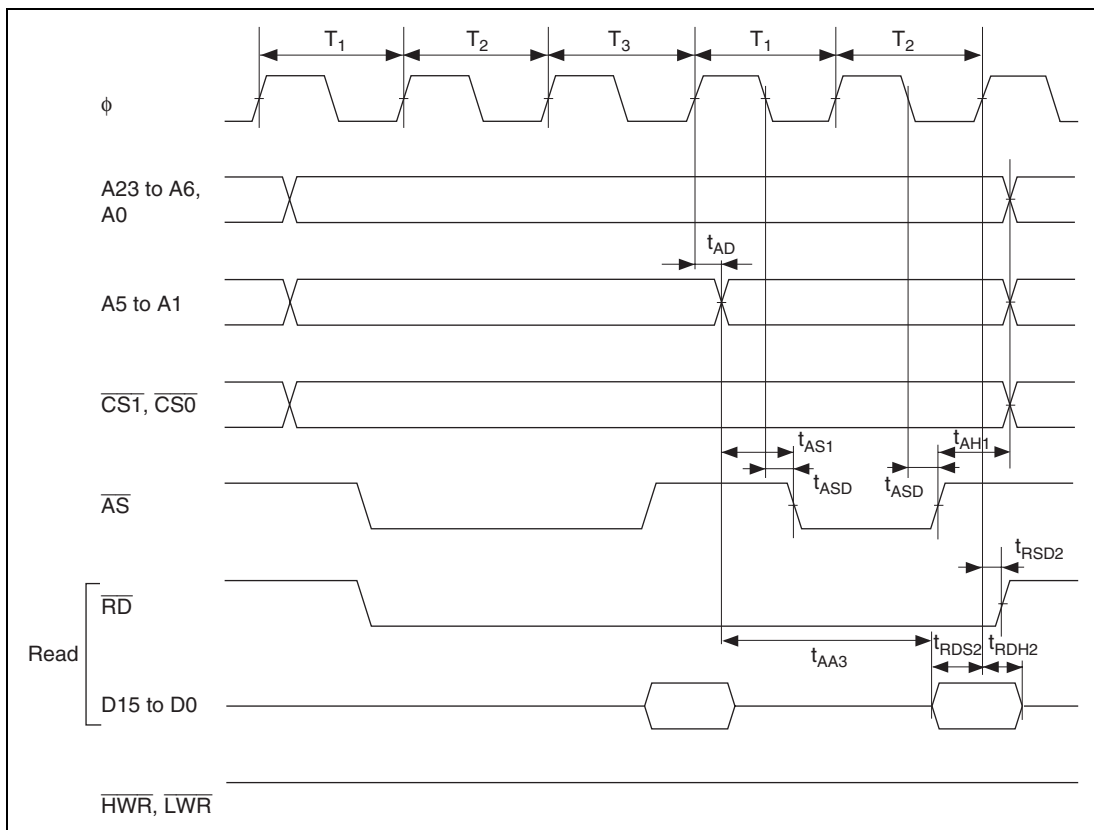 T1 T2 T3 T1 T2
ϕ
A23 to A6,
A0
tAD
A5 to A1
CS1, CS0
tAS1 tAH1
tASD tASD
AS
tRSD2
RD
Read
tAA3 tRDS2 tRDH2
D15 to D0
HWR, LWR